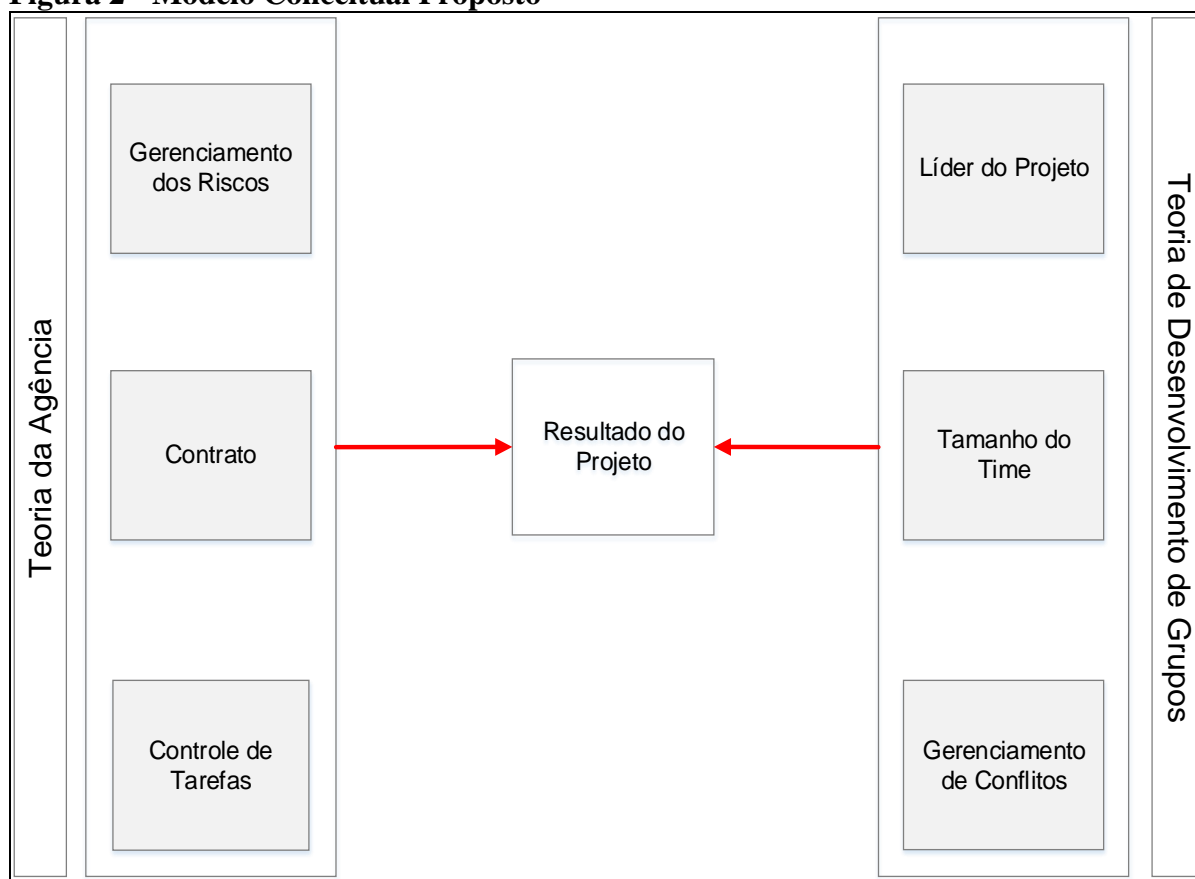 Figura 2 - Modelo Conceitual Proposto
Teoria da Agência
Gerenciamento
dos Riscos
Contrato
Controle de
Tarefas
Resultado do
Projeto
Líder do Projeto
Tamanho do
Time
Gerenciamento
de Conflitos
Teoria de Desenvolvimento de Grupos